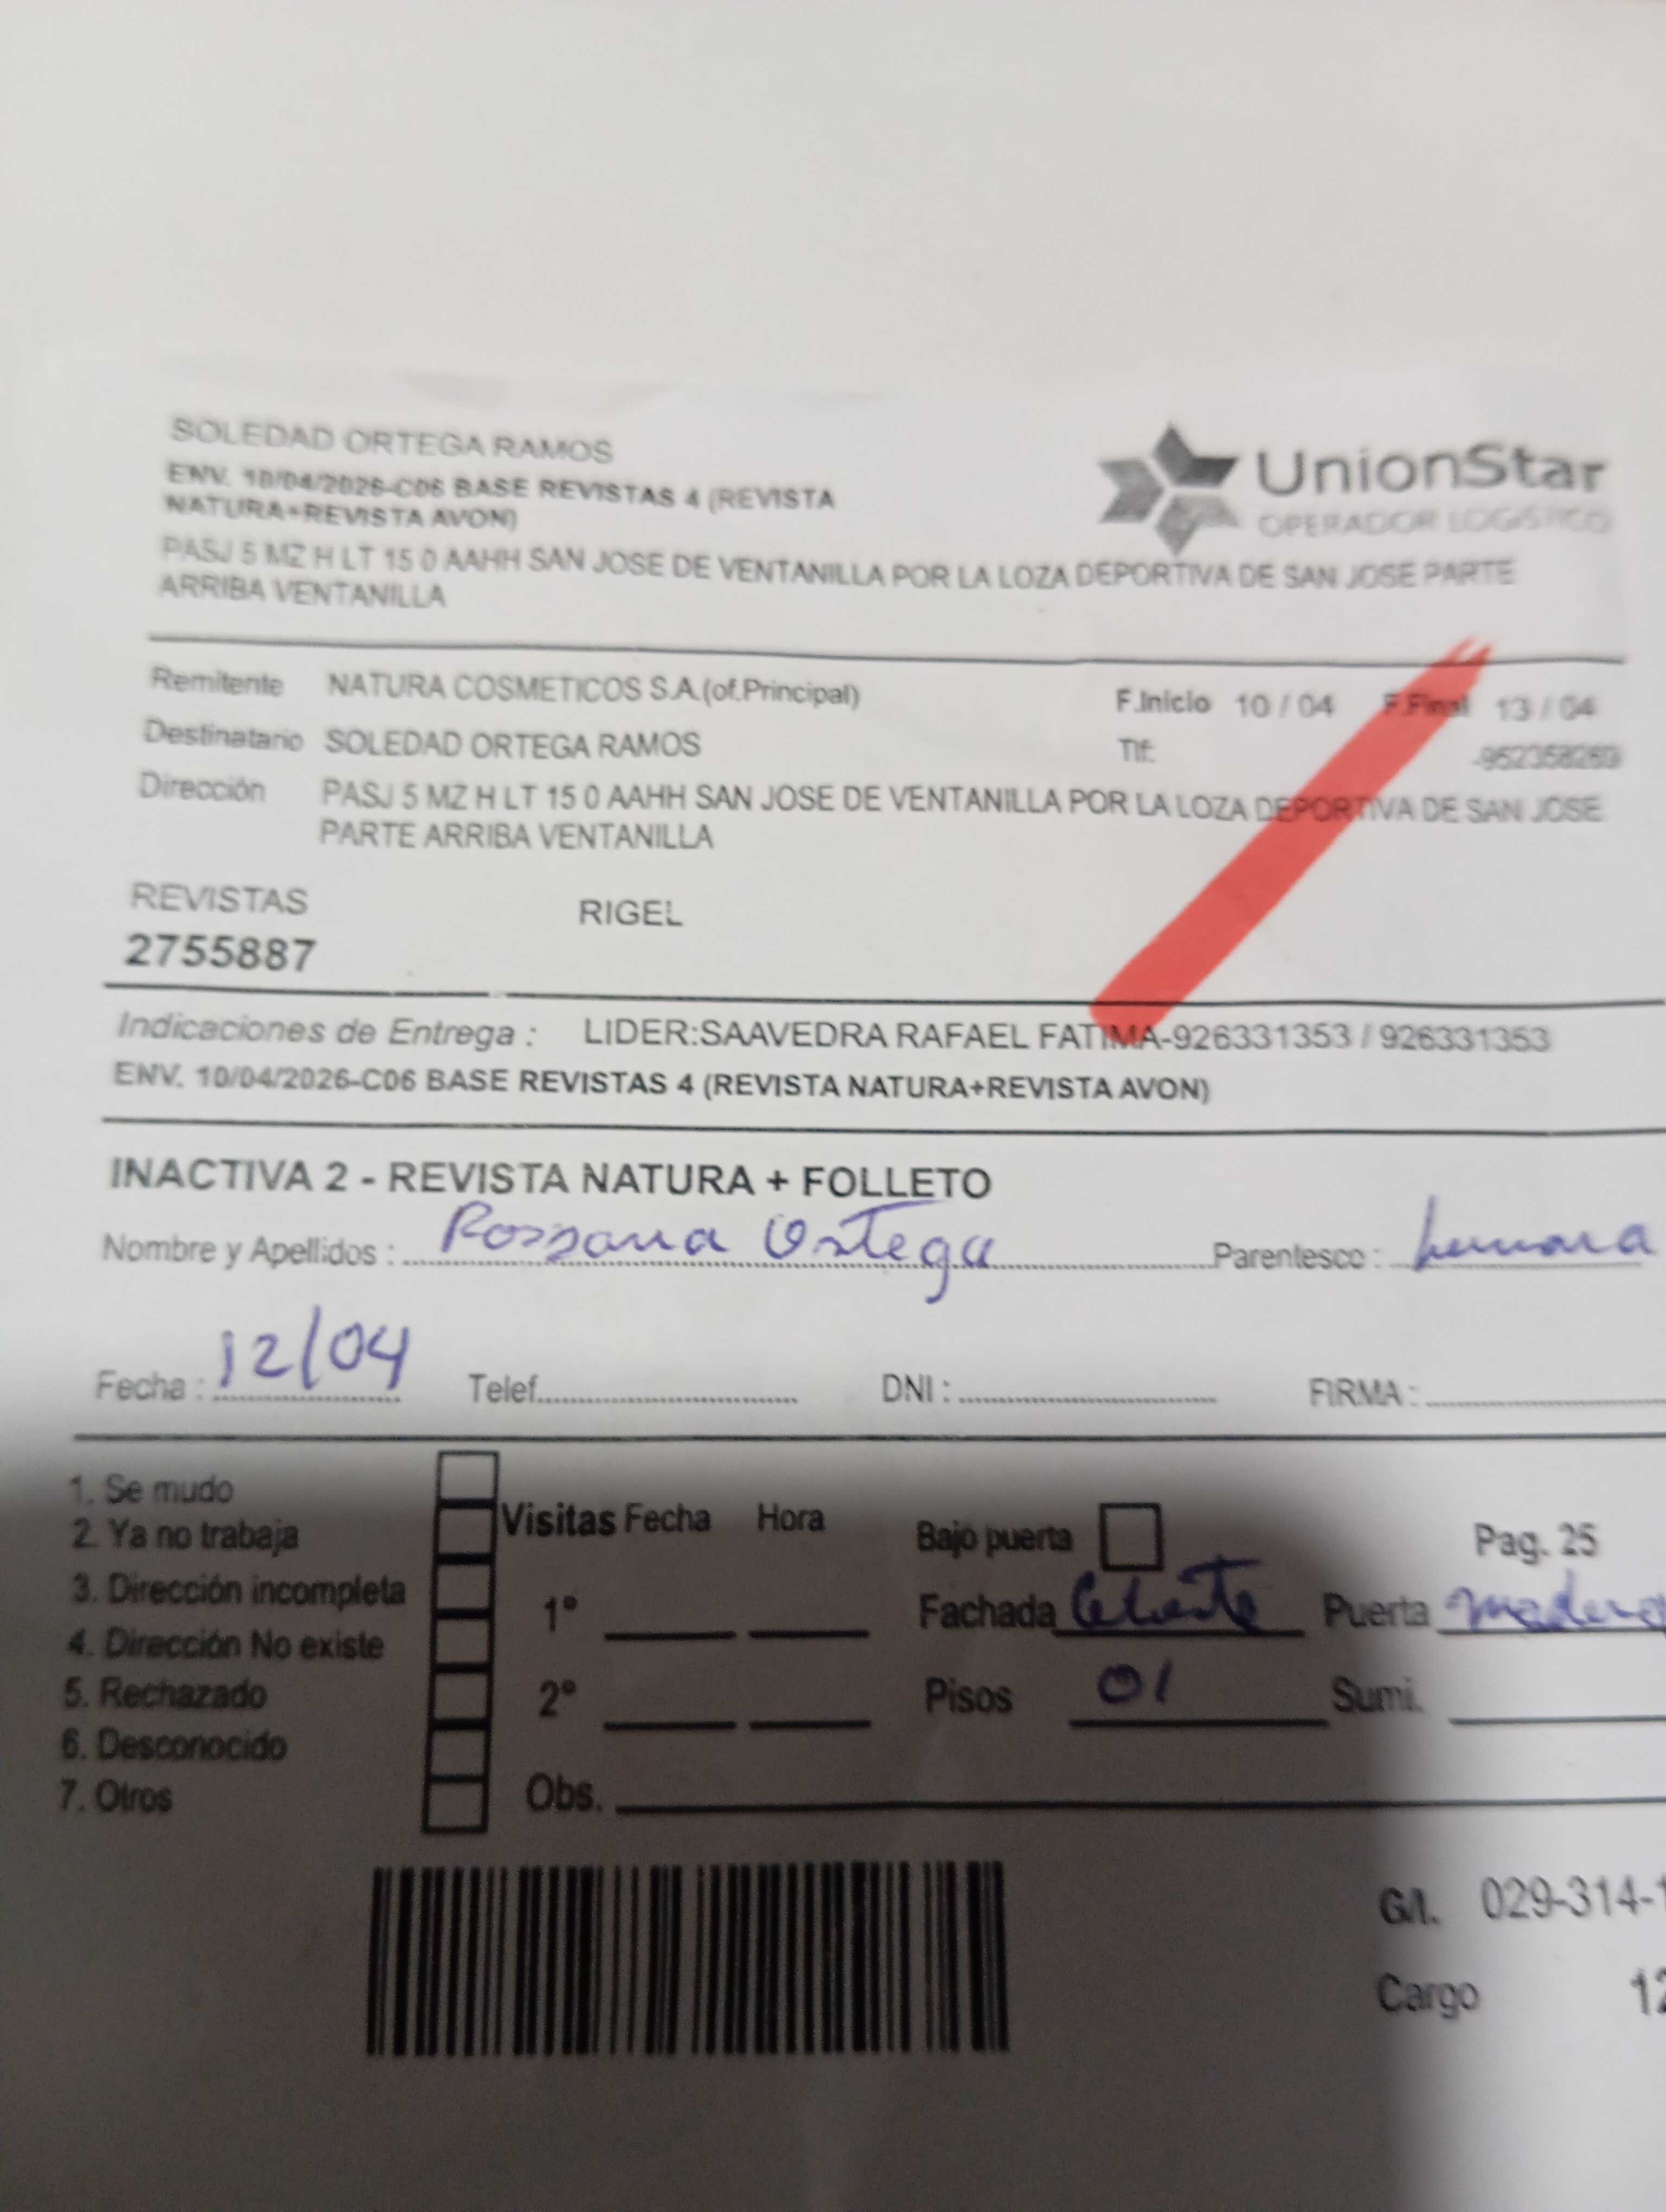 SOLEDAD ORTEGA RAMOS
ENV. 10/04/2026-C06 BASE REVISTAS 4 (REVISTA
NATURA+REVISTA AVON)
UnionStar
OPERADOR LOGISTICO
PASJ 5 MZ H LT 15 0 AAHH SAN JOSE DE VENTANILLA POR LA LOZA DEPORTIVA DE SAN JOSE PARTE
ARRIBA VENTANILLA
Remitente NATURA COSMETICOS S.A.(of.Principal) F.Inicio 10 / 04 F.Final 13 / 04
Destinatario SOLEDAD ORTEGA RAMOS Tlf: -952358269
Dirección PASJ 5 MZ H LT 15 0 AAHH SAN JOSE DE VENTANILLA POR LA LOZA DEPORTIVA DE SAN JOSE
PARTE ARRIBA VENTANILLA
REVISTAS RIGEL
2755887
Indicaciones de Entrega : LIDER:SAAVEDRA RAFAEL FATIMA-926331353 / 926331353
ENV. 10/04/2026-C06 BASE REVISTAS 4 (REVISTA NATURA+REVISTA AVON)
INACTIVA 2 - REVISTA NATURA + FOLLETO
Nombre y Apellidos : Rossana Ortega Parentesco :
Fecha : 12/04 Telef. DNI : FIRMA :
1. Se mudo
2. Ya no trabaja
3. Dirección incompleta
4. Dirección No existe
5. Rechazado
6. Desconocido
7. Otros
Visitas Fecha Hora
1°
2°
Obs.
Bajo puerta Pag. 25
Fachada Celeste Puerta madera
Pisos 01 Sumi.
G/I. 029-314-1
Cargo 12